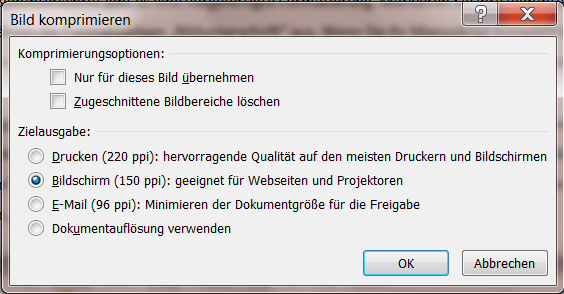 Bild komprimieren
Komprimierungsoptionen:
Nur für dieses Bild übernehmen
Zugeschnittene Bildbereiche löschen
Zielausgabe:
Drucken (220 ppi): hervorragende Qualität auf den meisten Druckern und Bildschirmen
Bildschirm (150 ppi): geeignet für Webseiten und Projektoren
E-Mail (96 ppi): Minimieren der Dokumentgröße für die Freigabe
Dokumentauflösung verwenden
OK Abbrechen